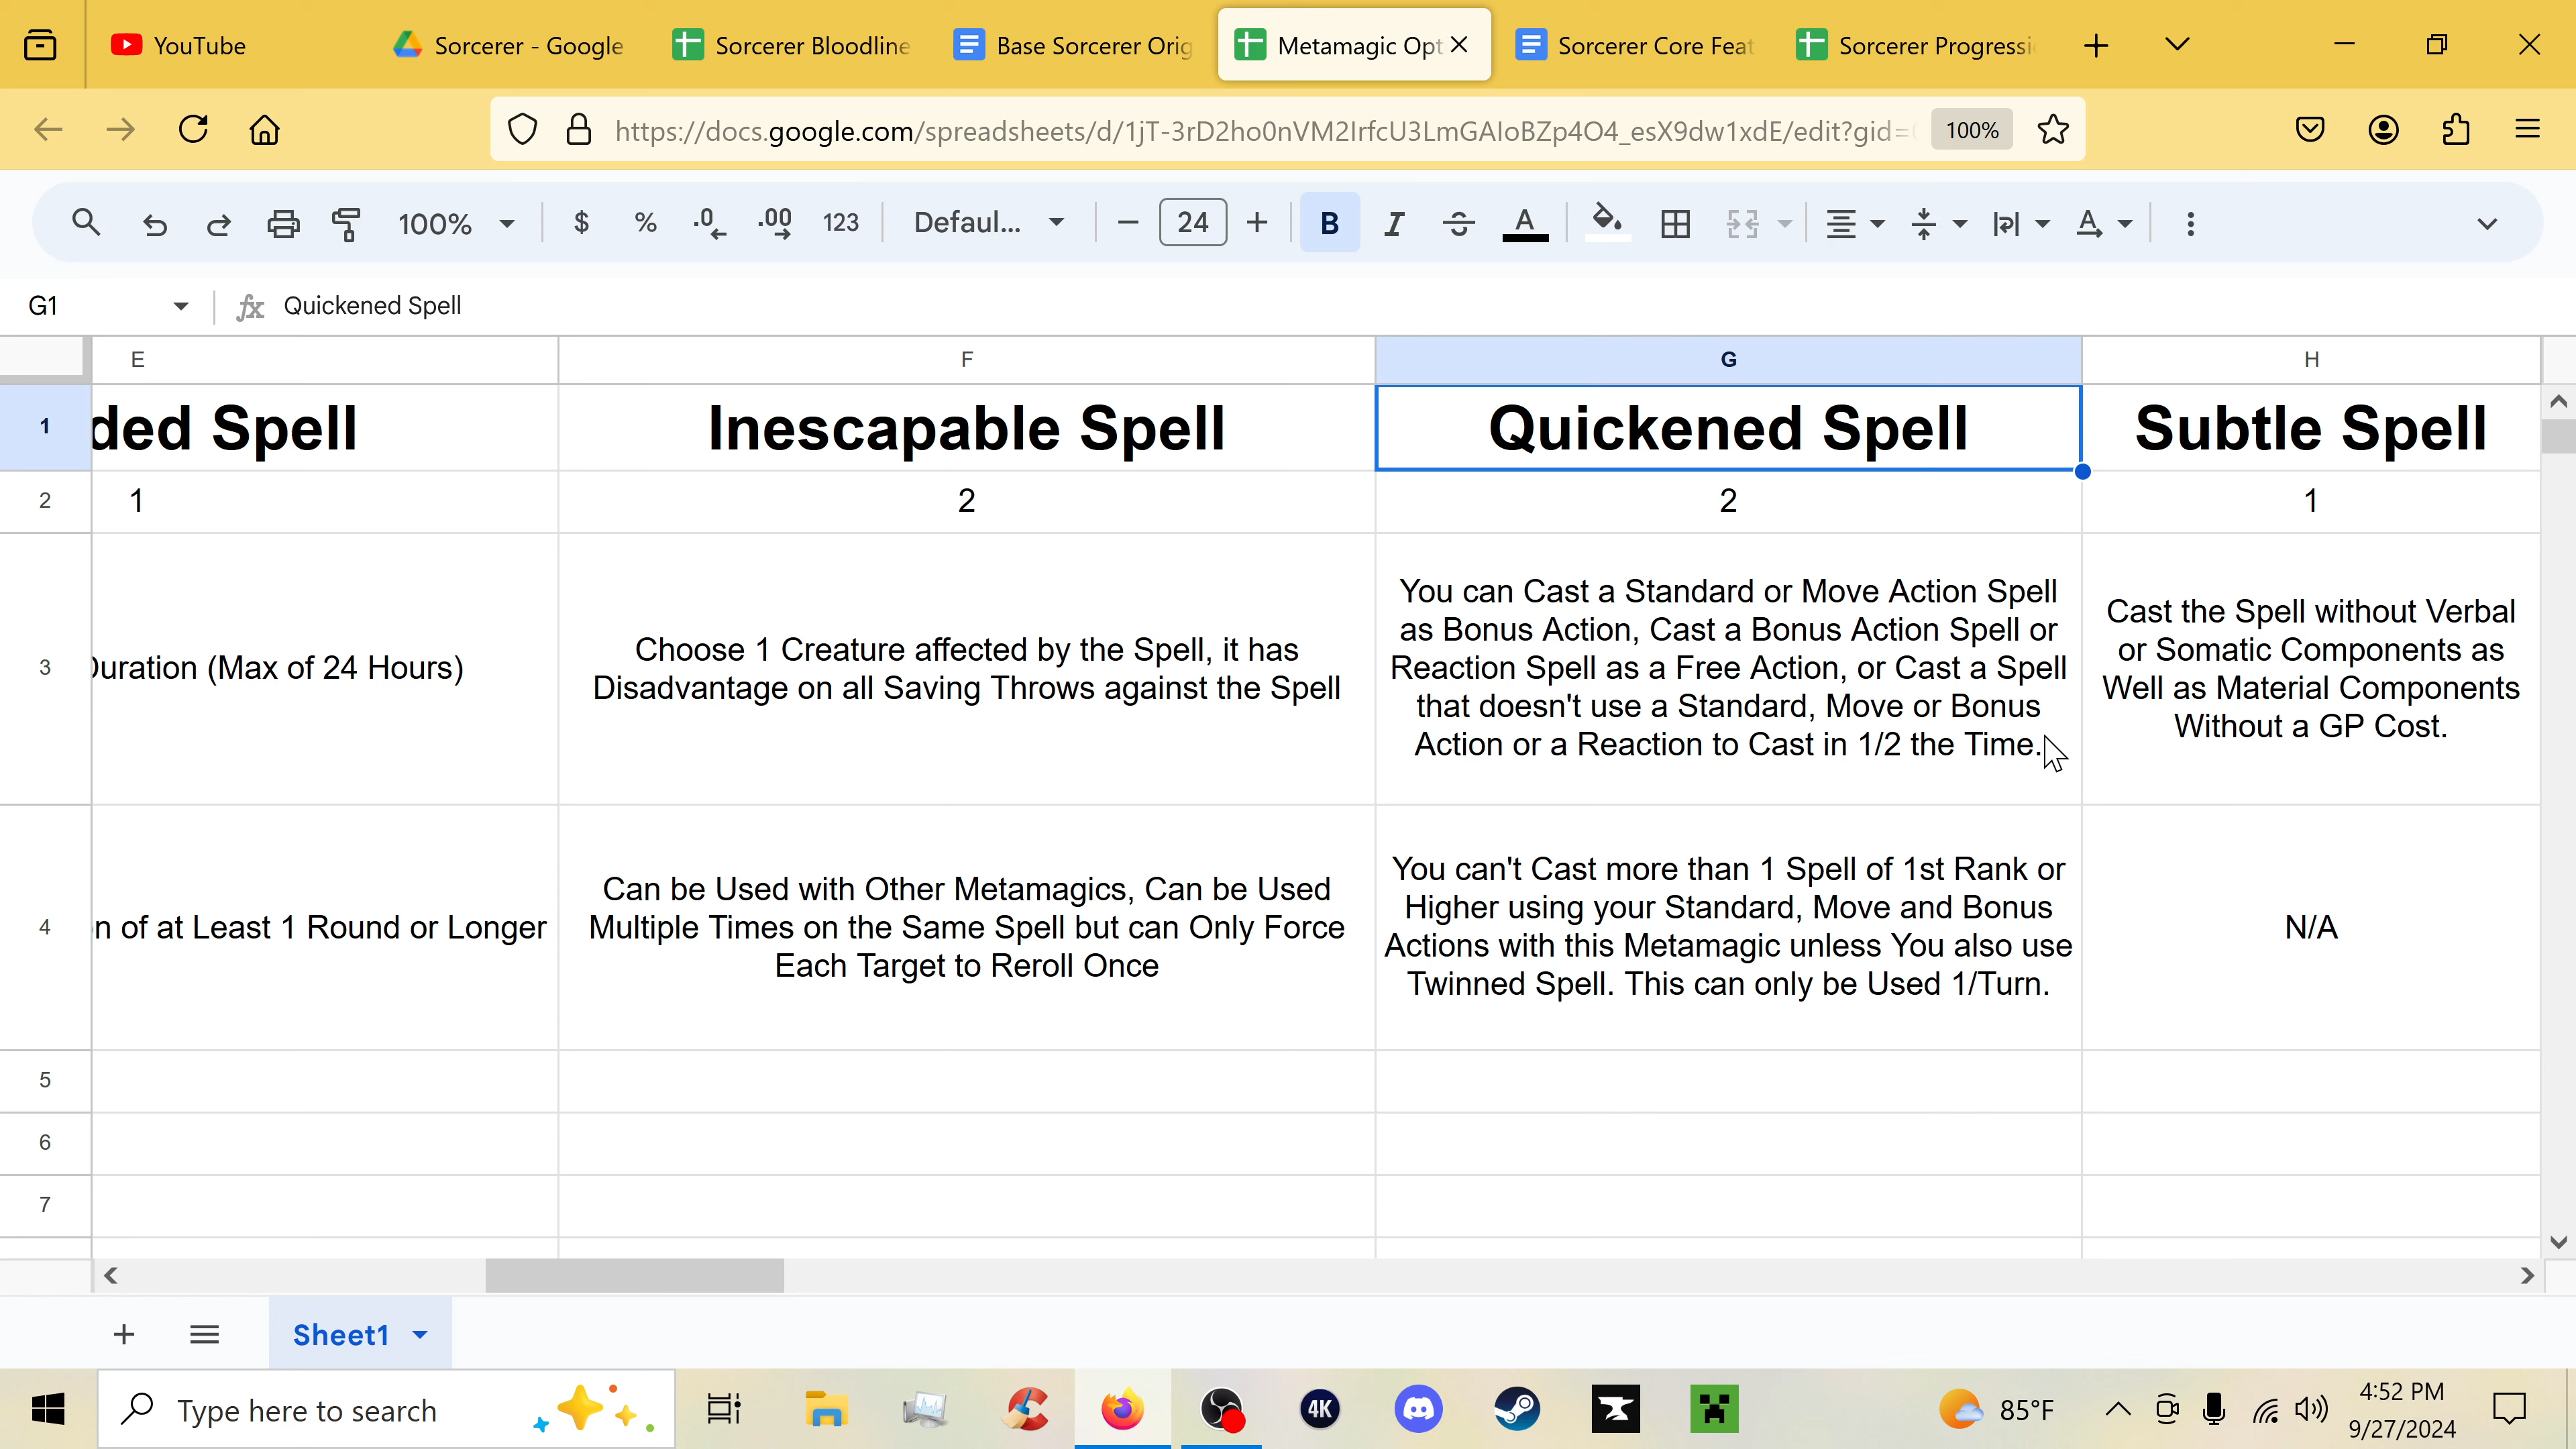 YouTube
Sorcerer - Google
Sorcerer Bloodline
Base Sorcerer Orig
Metamagic Opt
Sorcerer Core Feat
Sorcerer Progressi
https://docs.google.com/spreadsheets/d/1jT-3rD2ho0nVM2IrfcU3LmGAIoBZp4O4_esX9dw1xdE/edit?gid=
100%
100%
$
%
.0
.00
123
Defaul...
24
B
I
A
A
G1
fx
Quickened Spell
E
F
G
H
1
ded Spell
Inescapable Spell
Quickened Spell
Subtle Spell
2
1
2
2
1
3
Duration (Max of 24 Hours)
Choose 1 Creature affected by the Spell, it has
Disadvantage on all Saving Throws against the Spell
You can Cast a Standard or Move Action Spell
as Bonus Action, Cast a Bonus Action Spell or
Reaction Spell as a Free Action, or Cast a Spell
that doesn't use a Standard, Move or Bonus
Action or a Reaction to Cast in 1/2 the Time.
Cast the Spell without Verbal
or Somatic Components as
Well as Material Components
Without a GP Cost.
4
n of at Least 1 Round or Longer
Can be Used with Other Metamagics, Can be Used
Multiple Times on the Same Spell but can Only Force
Each Target to Reroll Once
You can't Cast more than 1 Spell of 1st Rank or
Higher using your Standard, Move and Bonus
Actions with this Metamagic unless You also use
Twinned Spell. This can only be Used 1/Turn.
N/A
5
6
7
Sheet1
Type here to search
4K
85°F
4:52 PM
9/27/2024